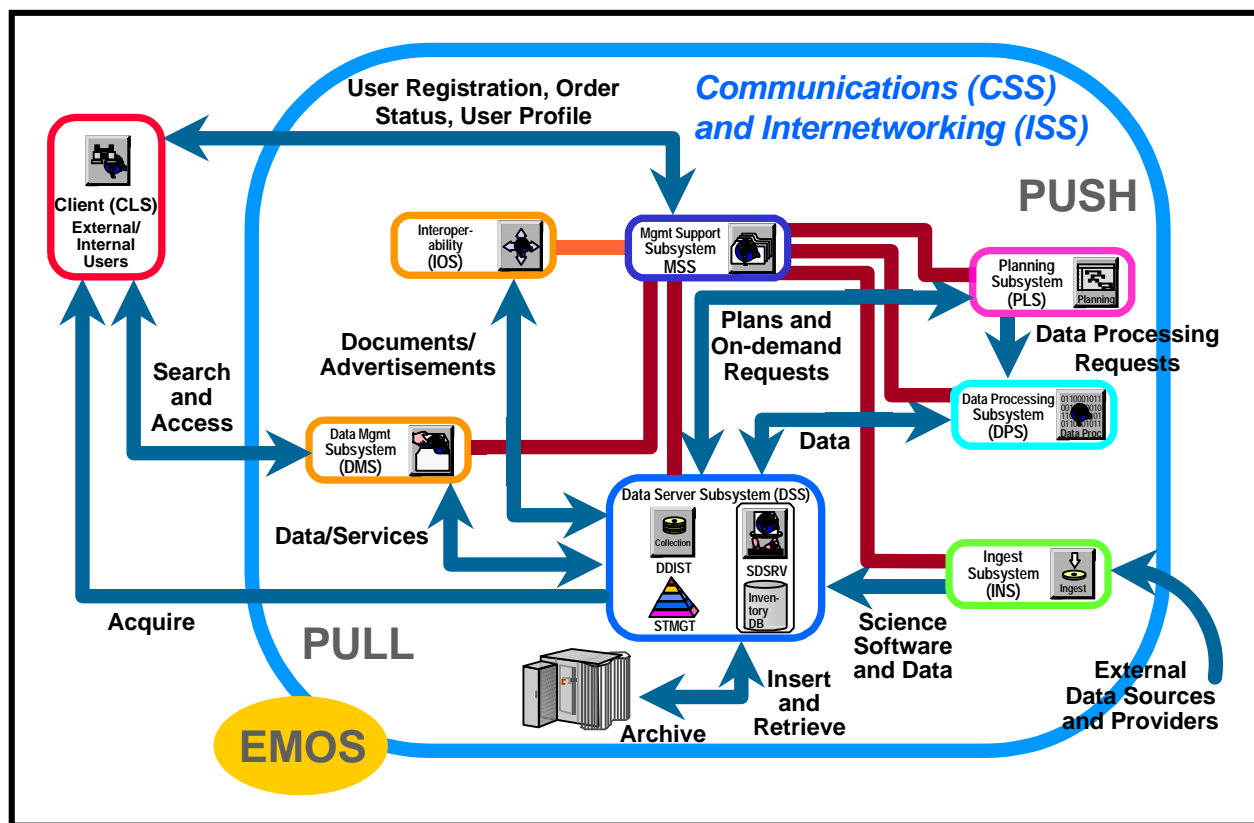 User Registration, Order
Status, User Profile
Communications (CSS)
and Internetworking (ISS)
PUSH
Client (CLS)
External/
Internal
Users
Interoper-
ability
(IOS)
Mgmt Support
Subsystem
MSS
Planning
Subsystem
(PLS)
Planning
Documents/
Advertisements
Plans and
On-demand
Requests
Data Processing
Requests
Search
and
Access
Data Mgmt
Subsystem
(DMS)
Data Processing
Subsystem
(DPS)
0110001011
01100001011
Data Proc
Data
Data/Services
Data Server Subsystem (DSS)
Collection
DDIST
SDSRV
STMGT
Inven-
tory
DB
Ingest
Subsystem
(INS)
Ingest
Acquire
PULL
Science
Software
and Data
Insert
and
Retrieve
Archive
External
Data Sources
and Providers
EMOS